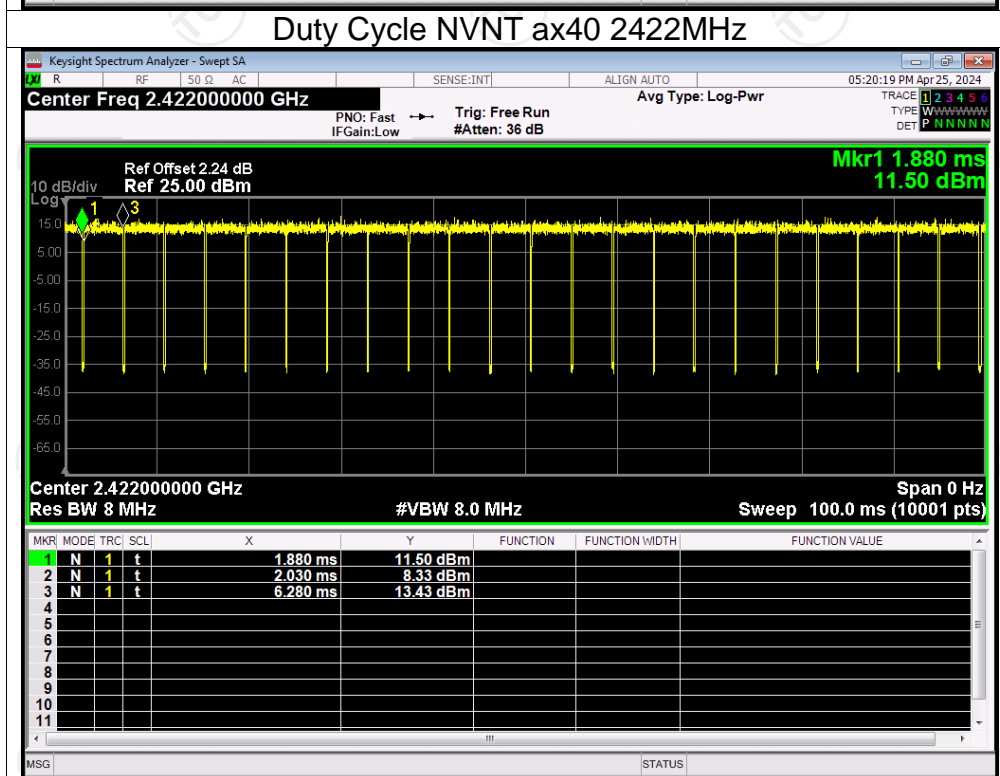 Duty Cycle NVNT ax40 2422MHz
Keysight Spectrum Analyzer - Swept SA
LXI R RF 50 Ω AC SENSE:INT ALIGN AUTO 05:20:19 PM Apr 25, 2024
Center Freq 2.422000000 GHz Avg Type: Log-Pwr TRACE 1 2 3 4 5 6
PNO: Fast Trig: Free Run TYPE WWWWWW
IFGain:Low #Atten: 36 dB DET P N N N N N
Mkr1 1.880 ms
Ref Offset 2.24 dB
10 dB/div Ref 25.00 dBm 11.50 dBm
Log
1 3
15.0
5.00
-5.00
-15.0
-25.0
-35.0
-45.0
-55.0
-65.0
Center 2.422000000 GHz Span 0 Hz
Res BW 8 MHz #VBW 8.0 MHz Sweep 100.0 ms (10001 pts)
MKR MODE TRC SCL X Y FUNCTION FUNCTION WIDTH FUNCTION VALUE
1 N 1 t 1.880 ms 11.50 dBm
2 N 1 t 2.030 ms 8.33 dBm
3 N 1 t 6.280 ms 13.43 dBm
4
5
6
7
8
9
10
11
MSG STATUS